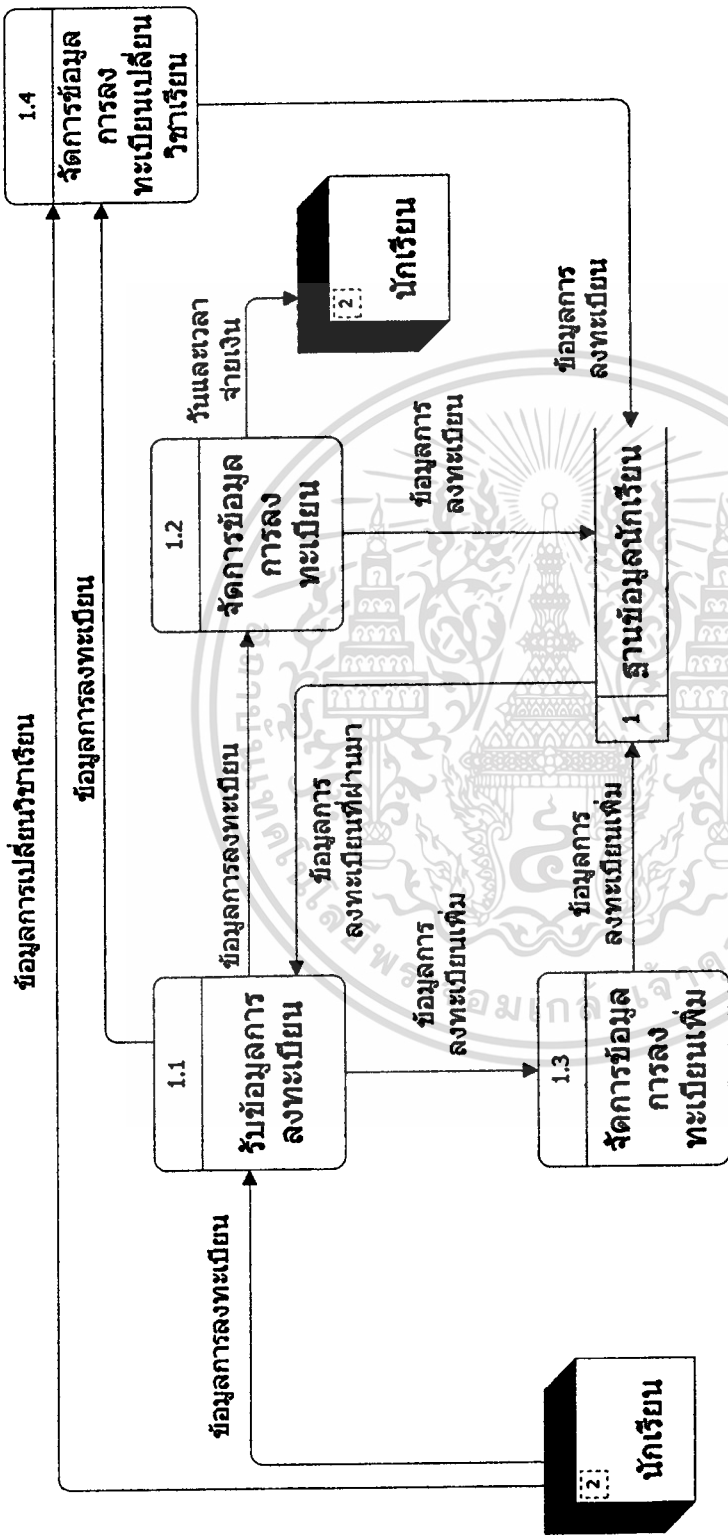 ข้อมูลการเปลี่ยนวิชาเรียน
ข้อมูลการลงทะเบียน
1.4
จัดการข้อมูล
การลง
ทะเบียนเปลี่ยน
วิชาเรียน
ข้อมูลการลงทะเบียน
1.1
รับข้อมูลการ
ลงทะเบียน
ข้อมูลการลงทะเบียน
1.2
จัดการข้อมูล
การลง
ทะเบียน
วันและเวลา
จ่ายเงิน
2
นักเรียน
ข้อมูลการ
ลงทะเบียนที่ผ่านมา
ข้อมูลการ
ลงทะเบียน
ข้อมูลการ
ลงทะเบียน
ข้อมูลการ
ลงทะเบียนเพิ่ม
2
นักเรียน
1.3
จัดการข้อมูล
การลง
ทะเบียนเพิ่ม
ข้อมูลการ
ลงทะเบียนเพิ่ม
1
ฐานข้อมูลนักเรียน